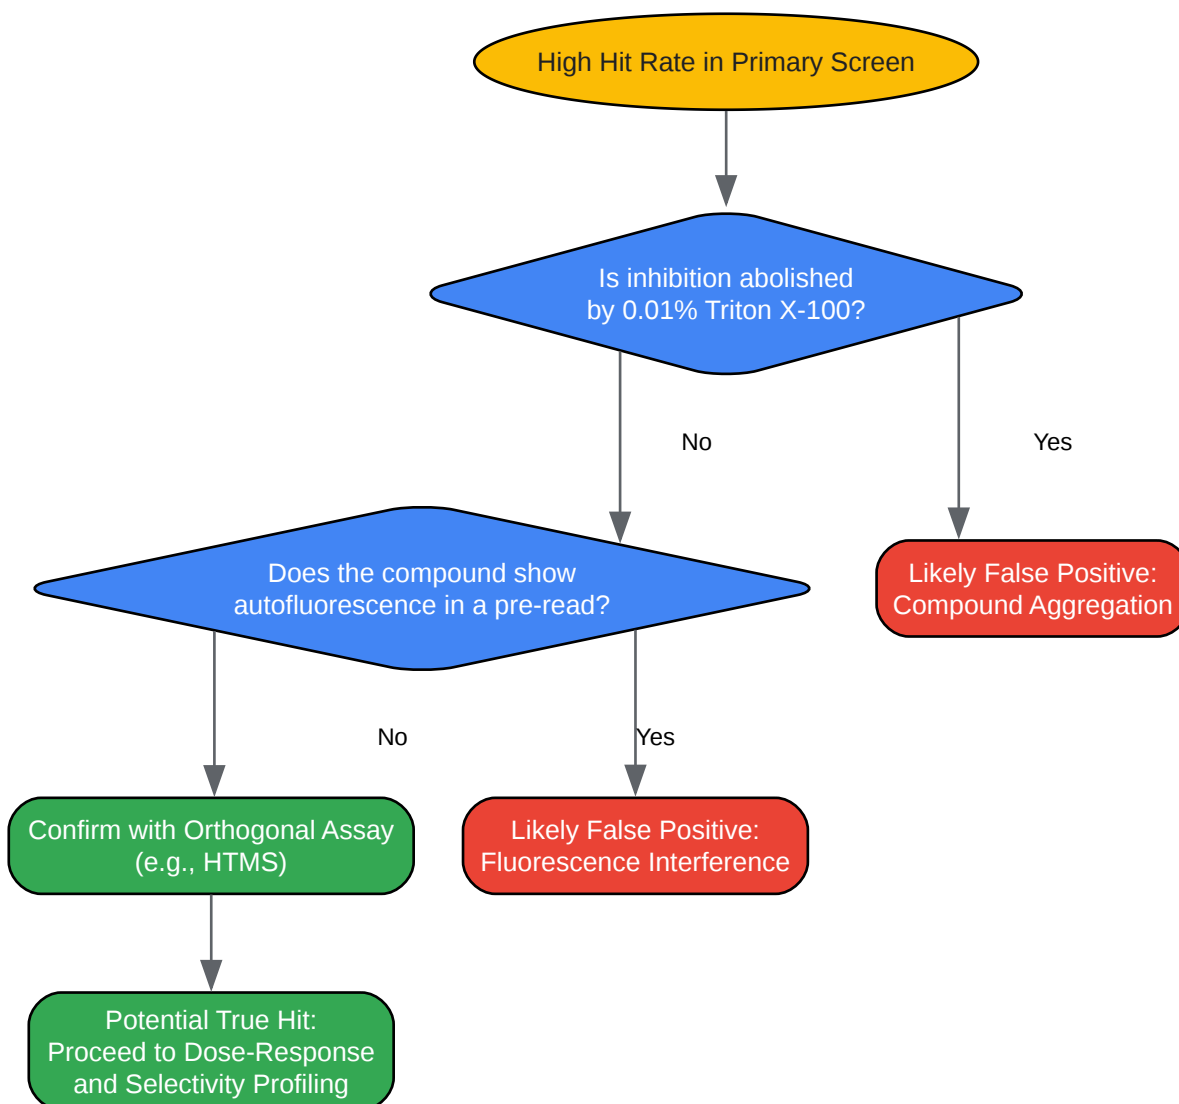 High Hit Rate in Primary Screen
Is inhibition abolished
by 0.01% Triton X-100?
No
Yes
Does the compound show
autofluorescence in a pre-read?
Likely False Positive:
Compound Aggregation
No
Yes
Confirm with Orthogonal Assay
(e.g., HTMS)
Likely False Positive:
Fluorescence Interference
Potential True Hit:
Proceed to Dose-Response
and Selectivity Profiling